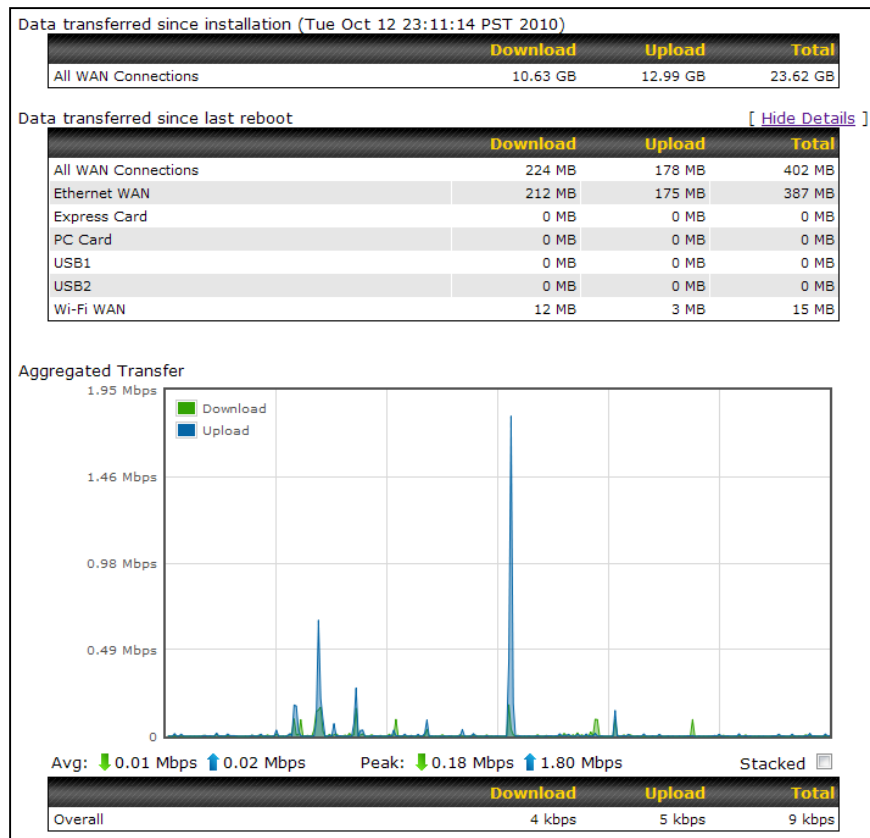 Data transferred since installation (Tue Oct 12 23:11:14 PST 2010)
Download Upload Total
All WAN Connections 10.63 GB 12.99 GB 23.62 GB
Data transferred since last reboot [ Hide Details ]
Download Upload Total
All WAN Connections 224 MB 178 MB 402 MB
Ethernet WAN 212 MB 175 MB 387 MB
Express Card 0 MB 0 MB 0 MB
PC Card 0 MB 0 MB 0 MB
USB1 0 MB 0 MB 0 MB
USB2 0 MB 0 MB 0 MB
Wi-Fi WAN 12 MB 3 MB 15 MB
Aggregated Transfer
1.95 Mbps
Download
Upload
1.46 Mbps
0.98 Mbps
0.49 Mbps
0
Avg: 0.01 Mbps 0.02 Mbps Peak: 0.18 Mbps 1.80 Mbps Stacked
Download Upload Total
Overall 4 kbps 5 kbps 9 kbps